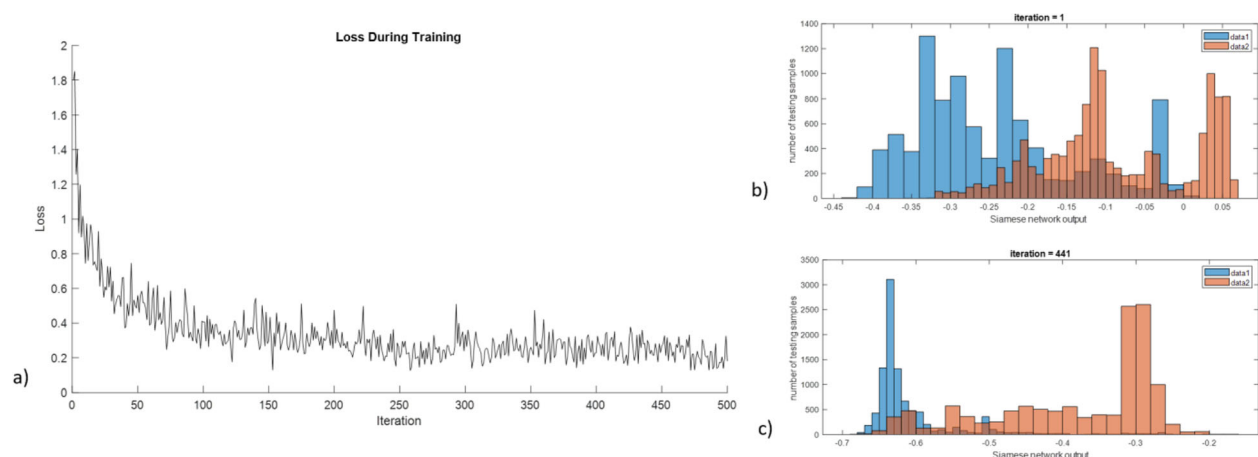 a)
Loss During Training
Loss
2
1.8
1.6
1.4
1.2
1
0.8
0.6
0.4
0.2
0
0 50 100 150 200 250 300 350 400 450 500
Iteration
b)
iteration = 1
data1
data2
number of testing samples
1400
1200
1000
800
600
400
200
0
-0.45 -0.4 -0.35 -0.3 -0.25 -0.2 -0.15 -0.1 -0.05 0 0.05
Siamese network output
c)
iteration = 441
data1
data2
number of testing samples
3500
3000
2500
2000
1500
1000
500
0
-0.7 -0.6 -0.5 -0.4 -0.3 -0.2
Siamese network output